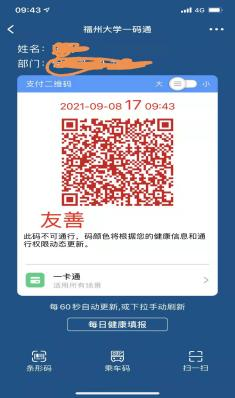 09:43
4G
福州大学一码通
姓名:
部门:
支付二维码
大 小
2021-09-08 17 09:43
友善
此码不可通行，码颜色将根据您的健康信息和通
行权限动态更新。
一卡通
适用所有场景
每60秒自动更新,或下拉手动刷新
每日健康填报
条形码 乘车码 扫一扫